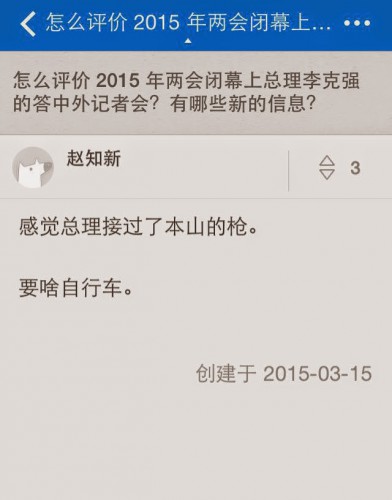 怎么评价 2015 年两会闭幕上...
怎么评价 2015 年两会闭幕上总理李克强
的答中外记者会？有哪些新的信息？
赵知新
3
感觉总理接过了本山的枪。
要啥自行车。
创建于 2015-03-15